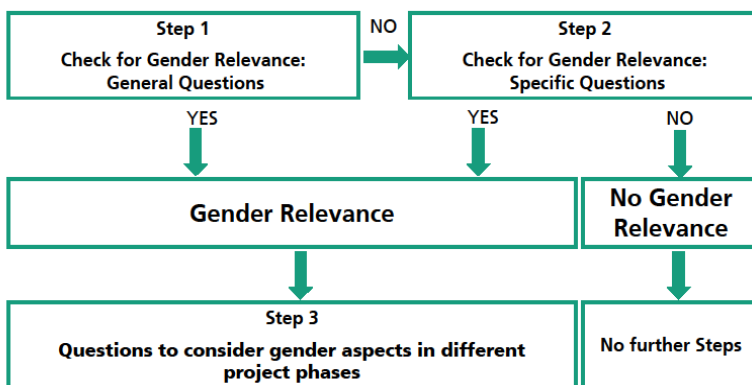 Step 1
Check for Gender Relevance:
General Questions
NO
Step 2
Check for Gender Relevance:
Specific Questions
YES
YES
NO
Gender Relevance
No Gender
Relevance
Step 3
Questions to consider gender aspects in different
project phases
No further Steps